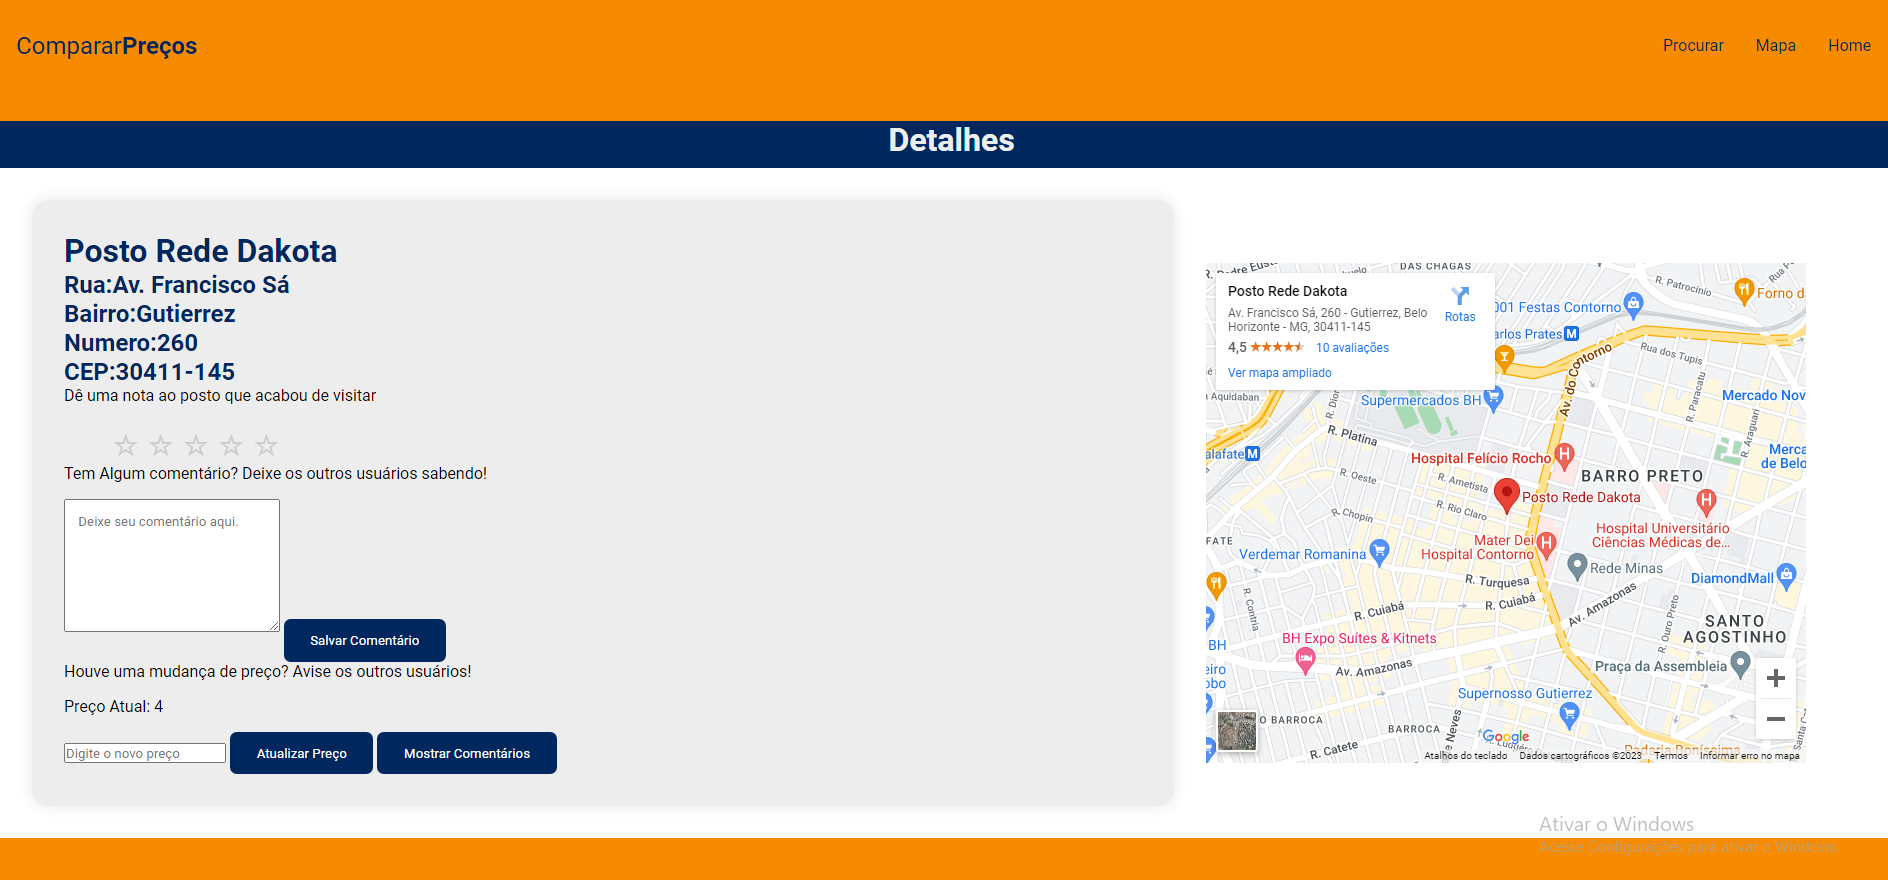 CompararPreços
Procurar
Mapa
Home
Detalhes
Posto Rede Dakota
Rua:Av. Francisco Sá
Bairro:Gutierrez
Numero:260
CEP:30411-145
Dê uma nota ao posto que acabou de visitar
Tem Algum comentário? Deixe os outros usuários sabendo!
Deixe seu comentário aqui.
Salvar Comentário
Houve uma mudança de preço? Avise os outros usuários!
Preço Atual: 4
Digite o novo preço
Atualizar Preço
Mostrar Comentários
DAS CHAGAS
Posto Rede Dakota
Av. Francisco Sá, 260 - Gutierrez, Belo
Horizonte - MG, 30411-145
4,5
10 avaliações
Ver mapa ampliado
Rotas
R. Patrocínio
Forno d
001 Festas Contorno
arlos Prates
M
Rua dos Tupis
Av. do Contorno
R. Paracatu
Mercado Nov
R. Araguari
Merca
de Belo
a Aquidaban
Supermercados BH
R. Platina
alafate
M
Hospital Felício Rocho
H
BARRO PRETO
R. Oeste
R. Ametista
Posto Rede Dakota
R. Rio Claro
R. Chopin
H
Hospital Universitário
Ciências Médicas de...
FATE
Verdemar Romanina
Mater Dei
Hospital Contorno
H
Rede Minas
DiamondMall
R. Turquesa
R. Contria
R. Cuiabá
R. Cuiabá
Av. Amazonas
R. Ouro Preto
SANTO
AGOSTINHO
BH
BH Expo Suítes & Kitnets
eiro
obo
Av. Amazonas
Praça da Assembleia
Supernosso Gutierrez
O BARROCA
BARROCA
R. Catete
Google
Padaria Boníssima
Atalhos do teclado
Dados cartográficos ©2023
Termos
Informar erro no mapa
Ativar o Windows
Acesse Configurações para ativar o Windows.